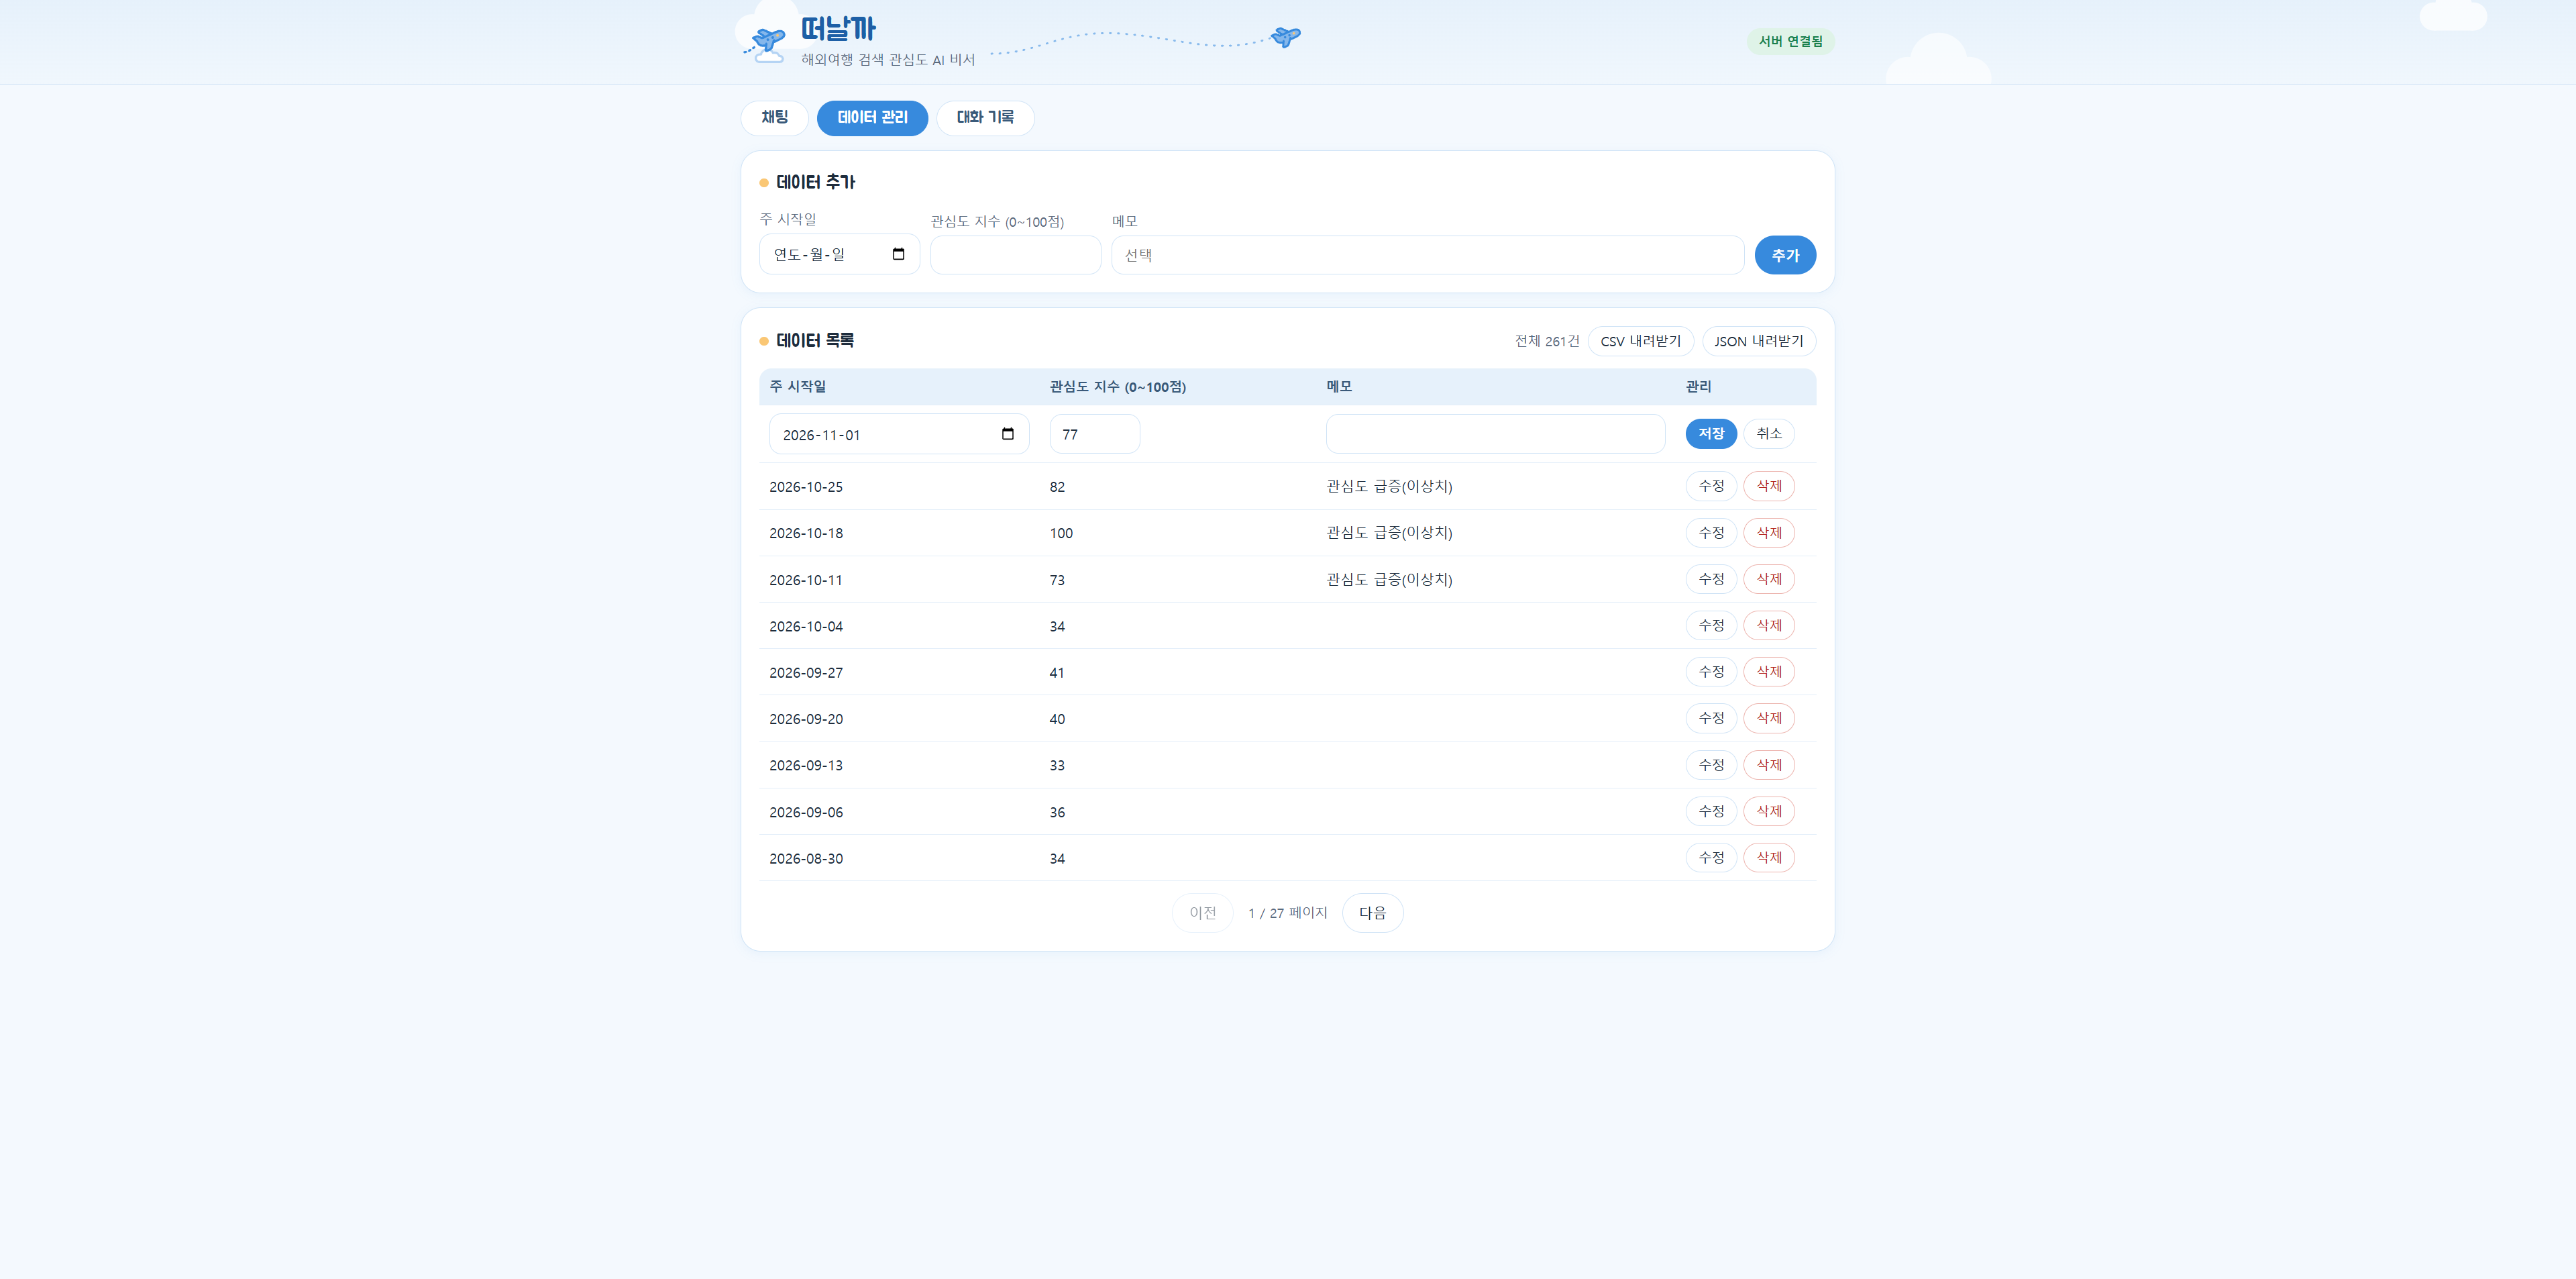 떠날까
해외여행 검색 관심도 AI 비서
서버 연결됨
채팅 데이터 관리 대화 기록
데이터 추가
주 시작일 관심도 지수 (0~100점) 메모
연도-월-일 선택 추가
데이터 목록 전체 261건 CSV 내려받기 JSON 내려받기
주 시작일 관심도 지수 (0~100점) 메모 관리
2026-11-01 77 저장 취소
2026-10-25 82 관심도 급증(이상치) 수정 삭제
2026-10-18 100 관심도 급증(이상치) 수정 삭제
2026-10-11 73 관심도 급증(이상치) 수정 삭제
2026-10-04 34 수정 삭제
2026-09-27 41 수정 삭제
2026-09-20 40 수정 삭제
2026-09-13 33 수정 삭제
2026-09-06 36 수정 삭제
2026-08-30 34 수정 삭제
이전 1 / 27 페이지 다음